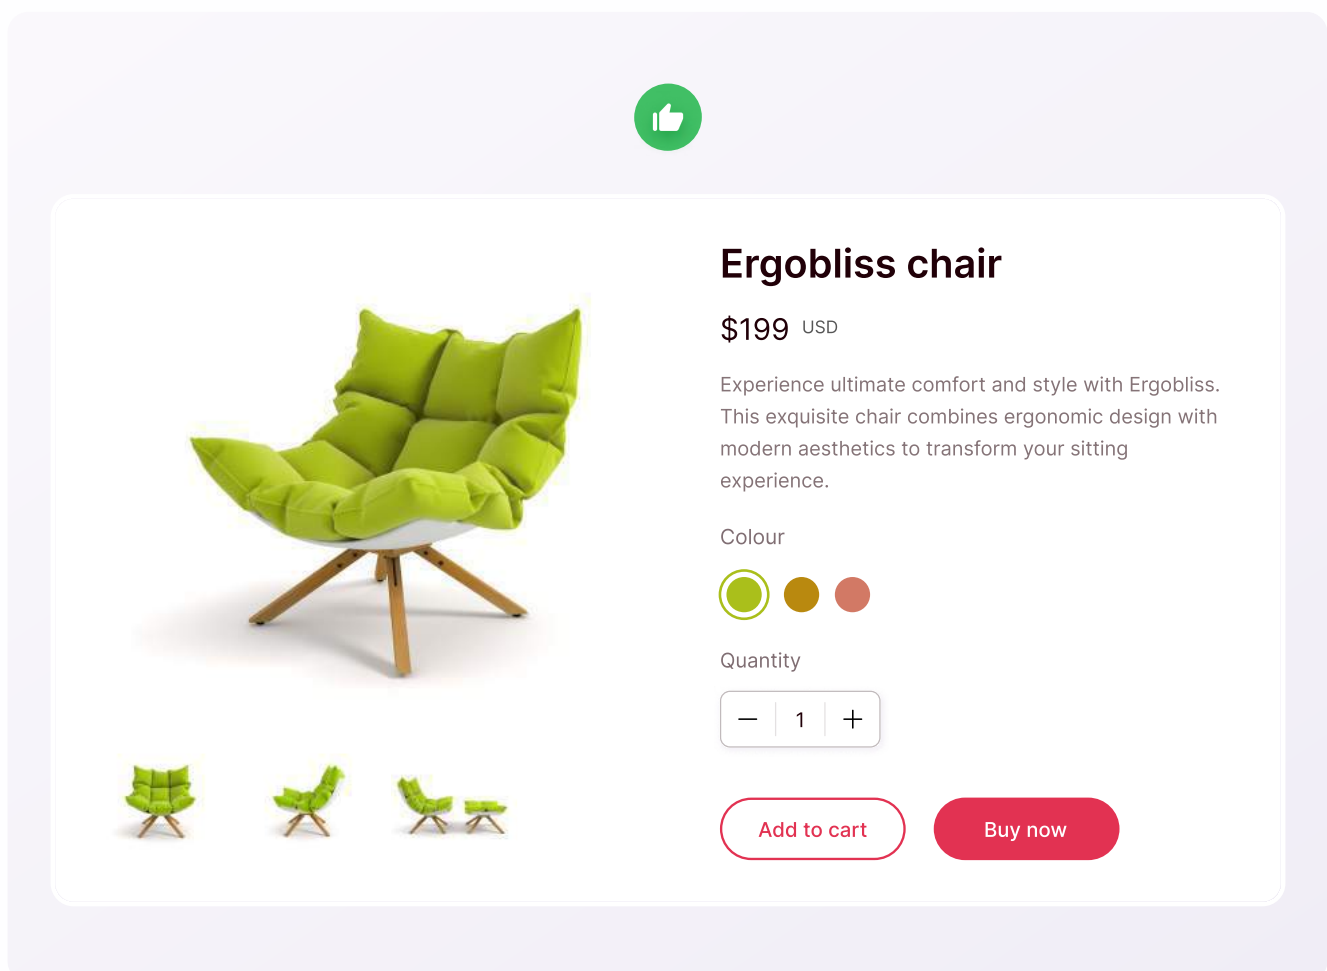 Ergobliss chair
$199 USD
Experience ultimate comfort and style with Ergobliss.
This exquisite chair combines ergonomic design with
modern aesthetics to transform your sitting
experience.
Colour
Quantity
1
Add to cart
Buy now